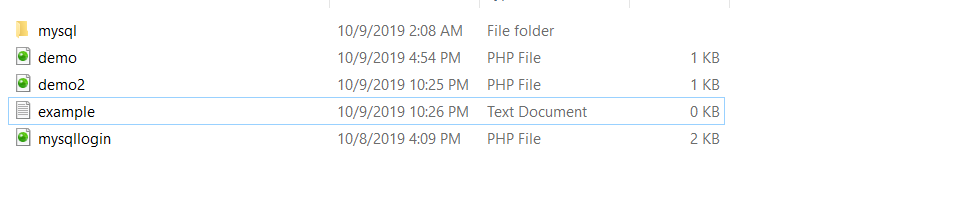 mysql 10/9/2019 2:08 AM File folder
demo 10/9/2019 4:54 PM PHP File 1 KB
demo2 10/9/2019 10:25 PM PHP File 1 KB
example 10/9/2019 10:26 PM Text Document 0 KB
mysqllogin 10/8/2019 4:09 PM PHP File 2 KB